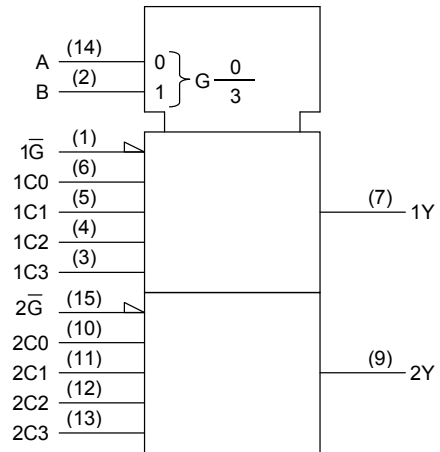 A (14) 0
B (2) 1
G 0
3
1G̅ (1)
1C0 (6)
1C1 (5)
1C2 (4)
1C3 (3)
(7) 1Y
2G̅ (15)
2C0 (10)
2C1 (11)
2C2 (12)
2C3 (13)
(9) 2Y